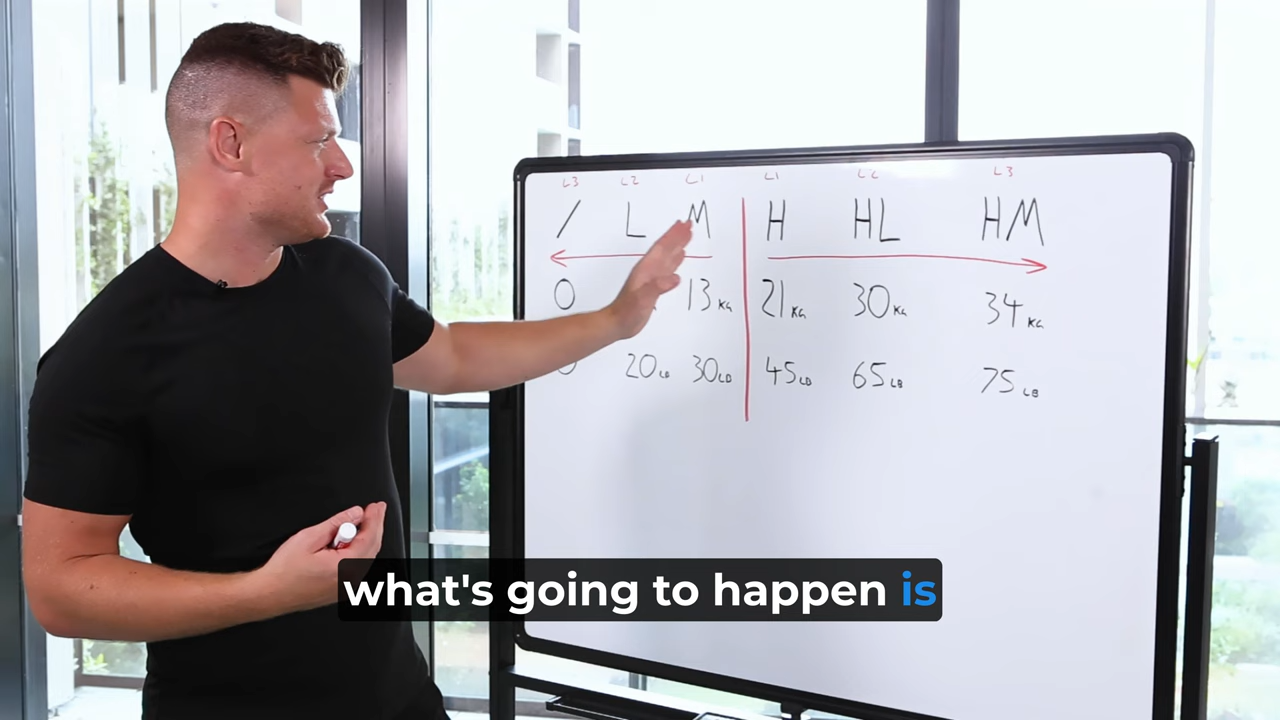 L3 L2 L1 L1 L2 L3
/ L M H HL HM
0 13 KG 21 KG 30 KG 34 KG
0 20 LB 30 LB 45 LB 65 LB 75 LB
what's going to happen is